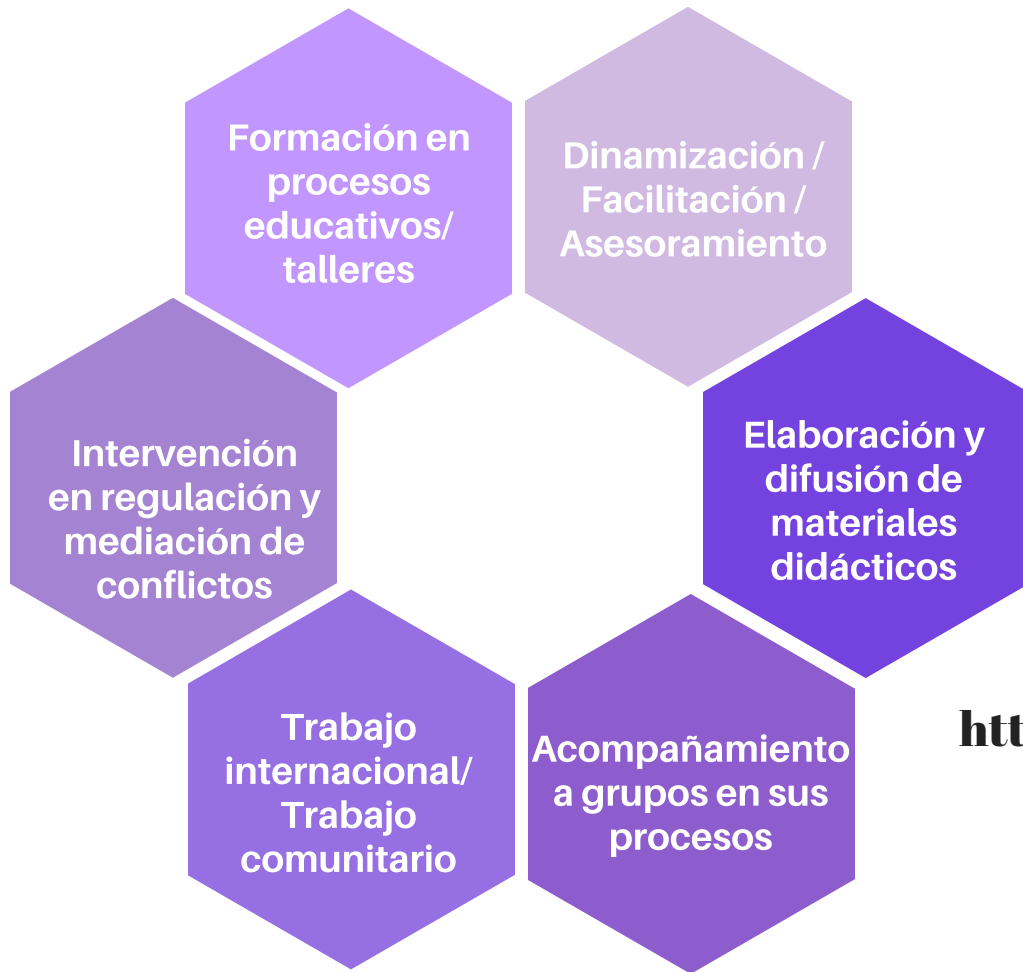 Formación en
procesos
educativos/
talleres
Dinamización /
Facilitación /
Asesoramiento
Intervención
en regulación y
mediación de
conflictos
Elaboración y
difusión de
materiales
didácticos
Trabajo
internacional/
Trabajo
comunitario
Acompañamiento
a grupos en sus
procesos
htt